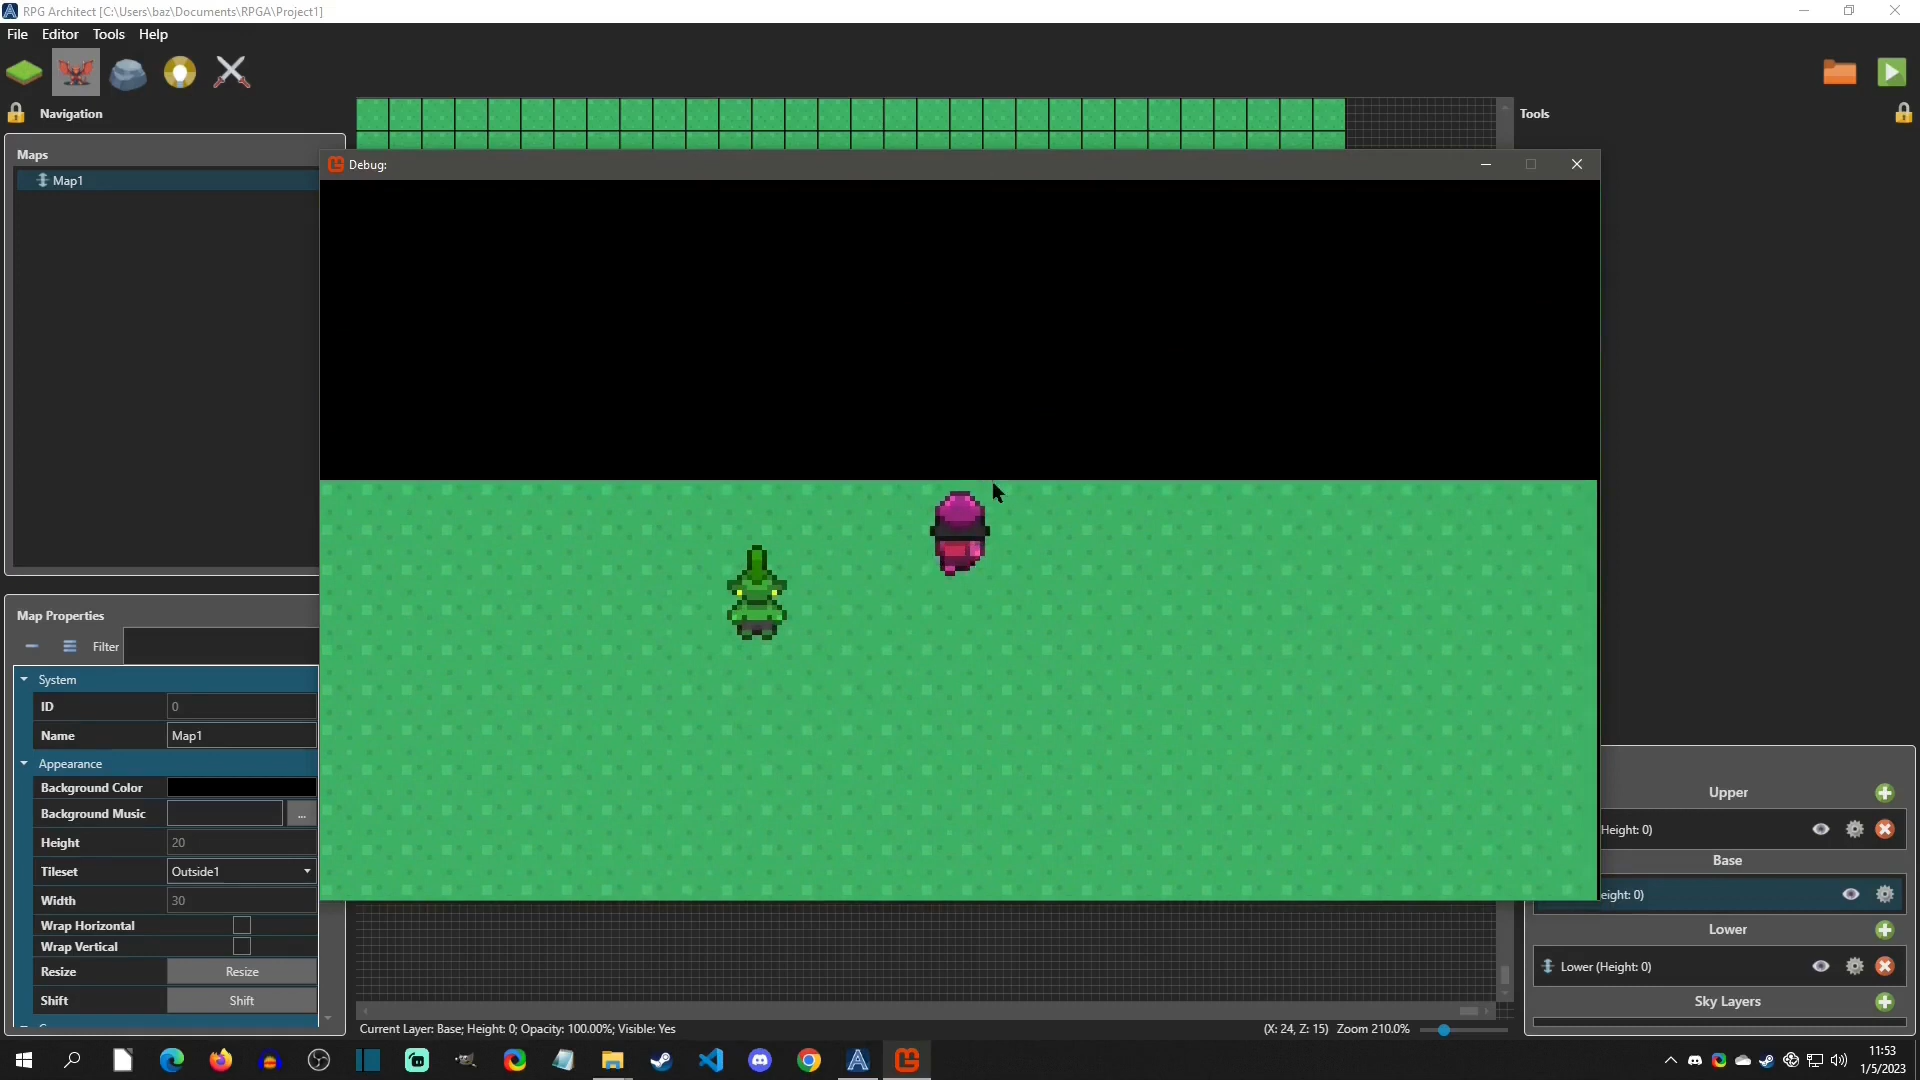 RPG Architect [C:\Users\baz\Documents\RPGA\Project1]
File Editor Tools Help
Navigation
Tools
Maps
Map1
Debug:
Map Properties
Filter
System
ID 0
Name Map1
Appearance
Background Color
Background Music ...
Height 20
Tileset Outside1
Width 30
Wrap Horizontal
Wrap Vertical
Resize Resize
Shift Shift
Upper
Height: 0)
Base
eight: 0)
Lower
Lower (Height: 0)
Sky Layers
Current Layer: Base; Height: 0; Opacity: 100.00%; Visible: Yes
(X: 24, Z: 15) Zoom 210.0%
11:53
1/5/2023